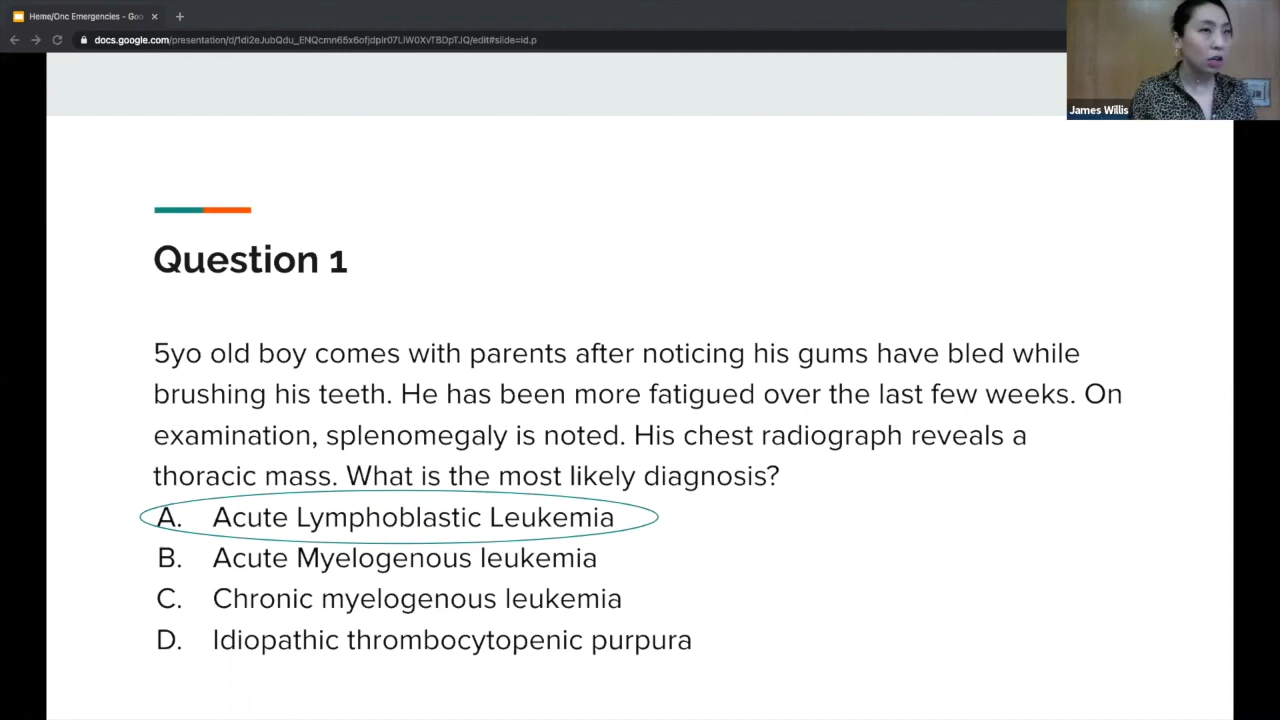 Heme/Onc Emergencies - Goo
docs.google.com/presentation/d/1di2eJubQdu_ENQcmn65x6ofjdpIr07LIW0XvTBDpTJQ/edit#slide=id.p
James Willis
Question 1
5yo old boy comes with parents after noticing his gums have bled while
brushing his teeth. He has been more fatigued over the last few weeks. On
examination, splenomegaly is noted. His chest radiograph reveals a
thoracic mass. What is the most likely diagnosis?
A. Acute Lymphoblastic Leukemia
B. Acute Myelogenous leukemia
C. Chronic myelogenous leukemia
D. Idiopathic thrombocytopenic purpura